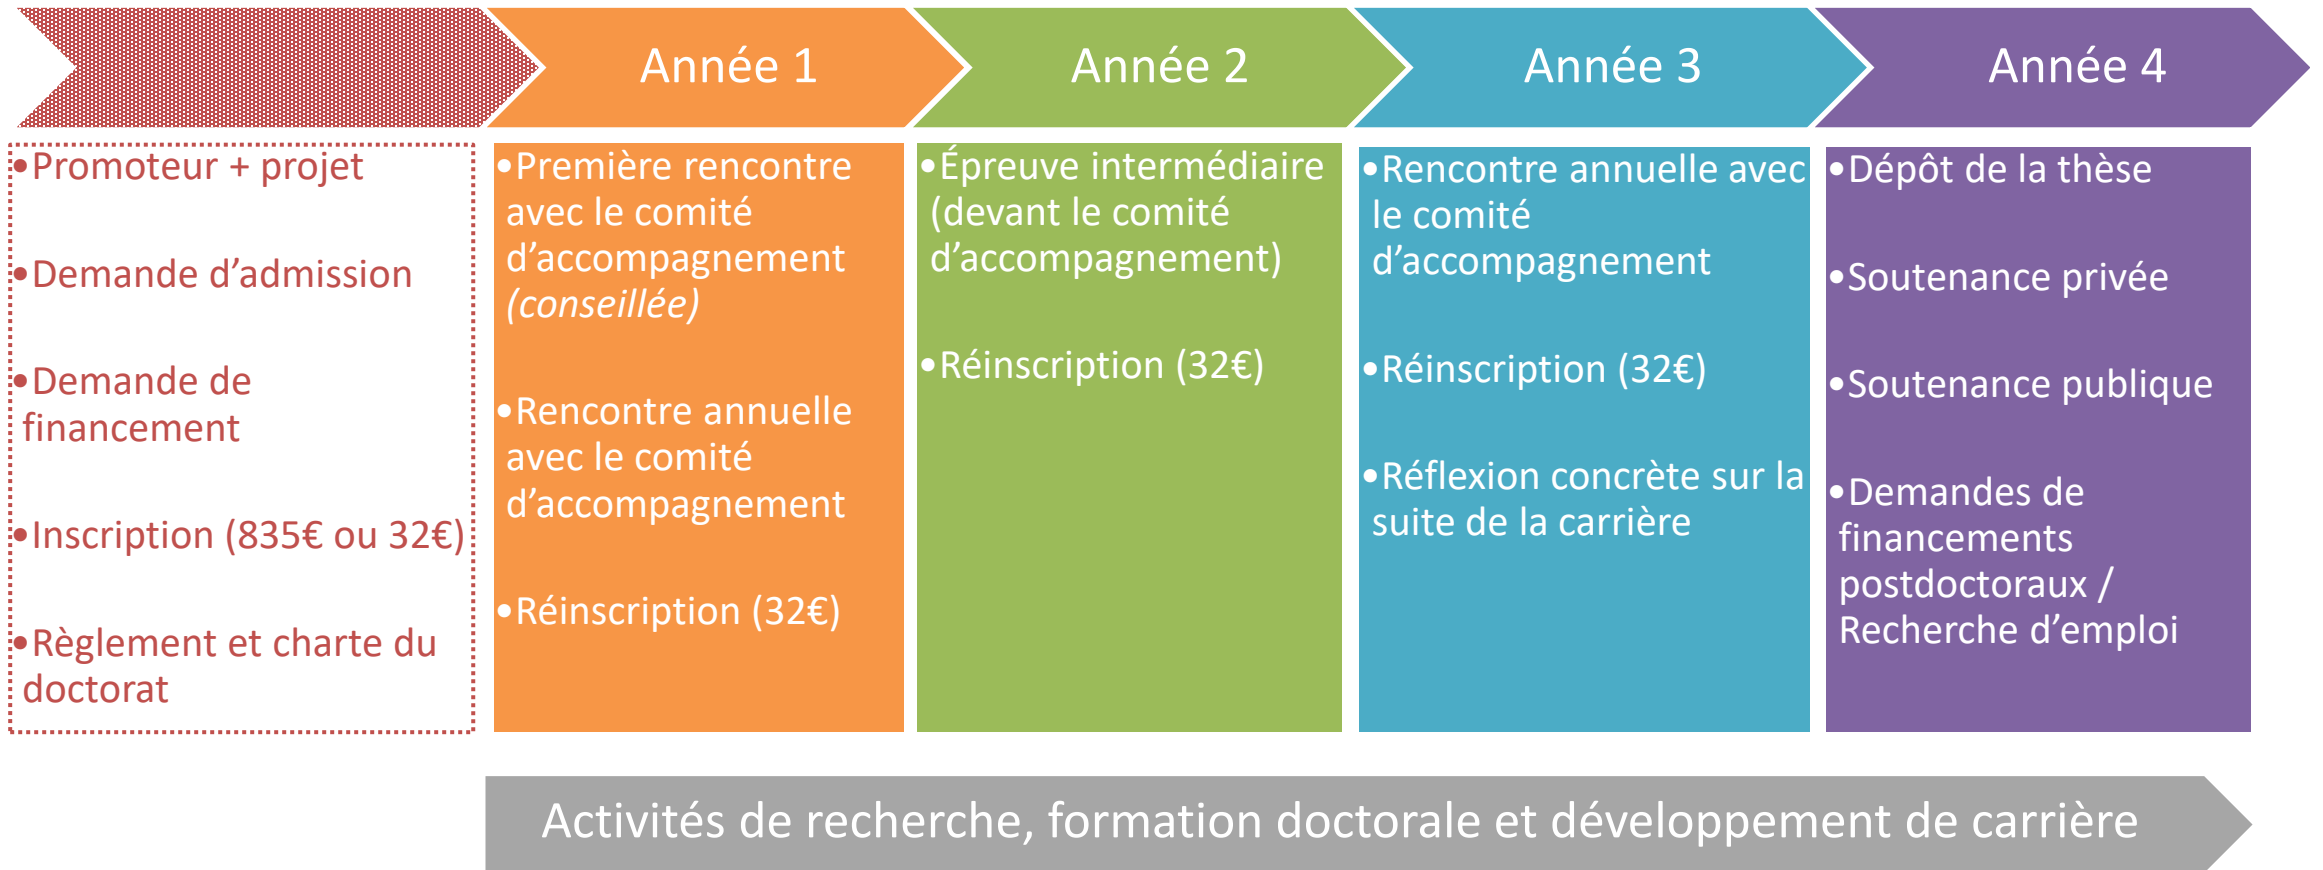 Année 1
Année 2
Année 3
Année 4
•Promoteur + projet
•Demande d’admission
•Demande de
financement
•Inscription (835€ ou 32€)
•Règlement et charte du
doctorat
•Première rencontre
avec le comité
d’accompagnement
(conseillée)
•Rencontre annuelle
avec le comité
d’accompagnement
•Réinscription (32€)
•Épreuve intermédiaire
(devant le comité
d’accompagnement)
•Réinscription (32€)
•Rencontre annuelle avec
le comité
d’accompagnement
•Réinscription (32€)
•Réflexion concrète sur la
suite de la carrière
•Dépôt de la thèse
•Soutenance privée
•Soutenance publique
•Demandes de
financements
postdoctoraux /
Recherche d’emploi
Activités de recherche, formation doctorale et développement de carrière